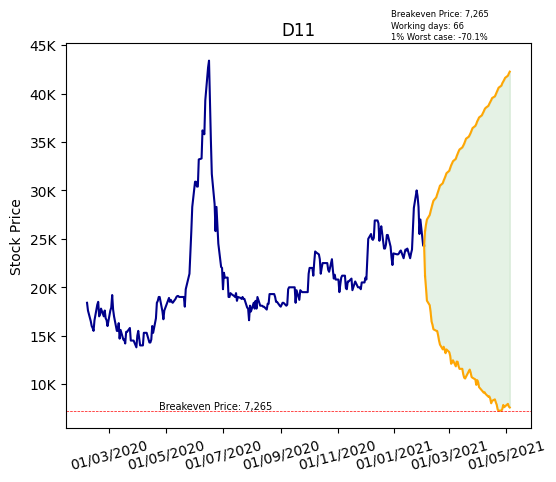 Breakeven Price: 7,265
Working days: 66
1% Worst case: -70.1%
D11
45K
40K
35K
30K
25K
20K
15K
10K
Stock Price
Breakeven Price: 7,265
01/03/2020
01/05/2020
01/07/2020
01/09/2020
01/11/2020
01/01/2021
01/03/2021
01/05/2021